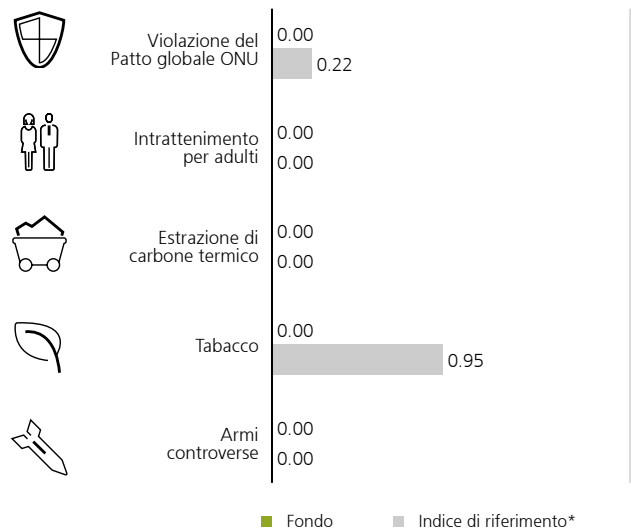 Violazione del
Patto globale ONU
0.00
0.22
Intrattenimento
per adulti
0.00
0.00
Estrazione di
carbone termico
0.00
0.00
Tabacco
0.00
0.95
Armi
controverse
0.00
0.00
Fondo
Indice di riferimento*